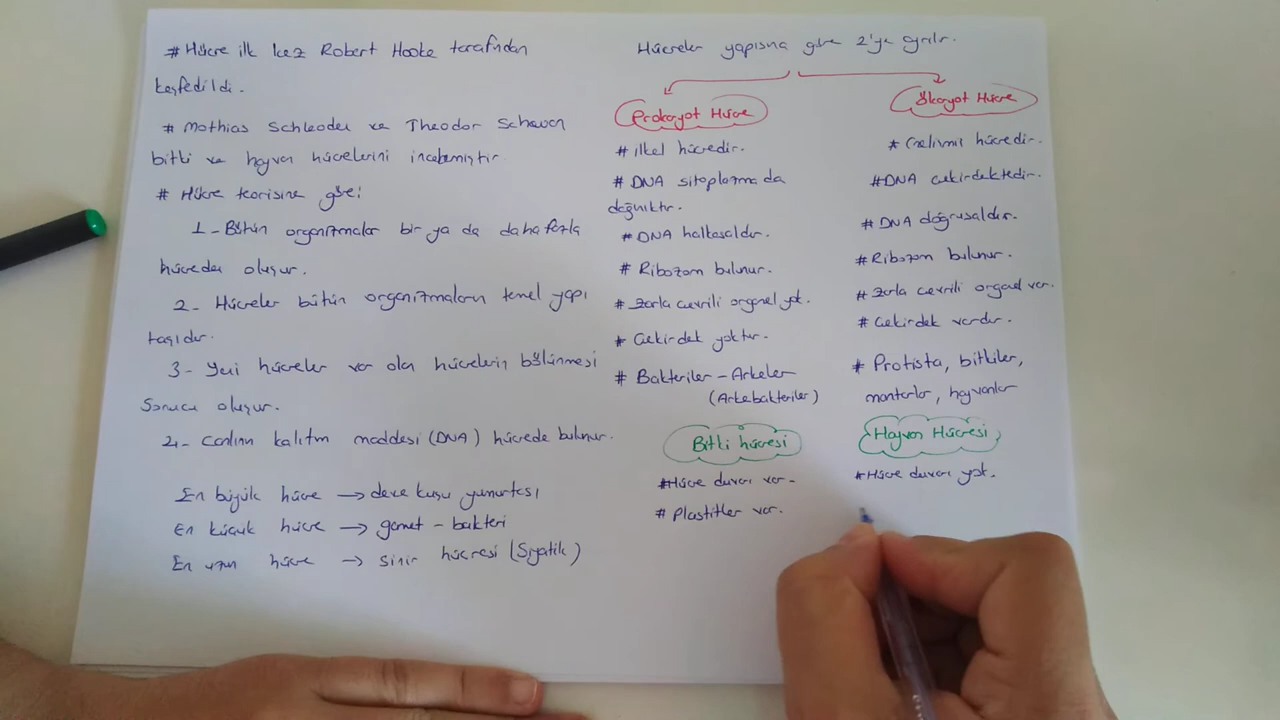 # Hücre ilk kez Robert Hooke tarafından
keşfedildi.
# Mathias Schleoden ve Theodor Schwann
bitki ve hayvan hücrelerini incelemiştir.
# Hücre teorisine göre;
1- Bütün organizmalar bir ya da daha fazla
hücreden oluşur.
2- Hücreler bütün organizmaların temel yapı
taşıdır.
3- Yeni hücreler var olan hücrelerin bölünmesi
sonucu oluşur.
4- Canlının kalıtım maddesi (DNA) hücrede bulunur.
En büyük hücre → deve kuşu yumurtası
En küçük hücre → gamet - bakteri
En uzun hücre → sinir hücresi (Siyatik)
Hücreler yapısına göre 2'ye ayrılır.
Prokaryot Hücre
# ilkel hücredir.
# DNA sitoplazmada
dağınıktır.
# DNA halkasaldır.
# Ribozom bulunur.
# Zarla çevrili organel yok.
* Çekirdek yoktur.
# Bakteriler - Arkeler
(Arkebakteriler)
Ökaryot Hücre
* Gelişmiş hücredir.
# DNA çekirdektedir.
# DNA doğrusaldır.
# Ribozom bulunur.
# Zarla çevrili organel var.
# Çekirdek vardır.
# Protista, bitkiler,
mantarlar, hayvanlar
Bitki hücresi
# Hücre duvarı var.
# Plastitler var.
Hayvan Hücresi
* Hücre duvarı yok.